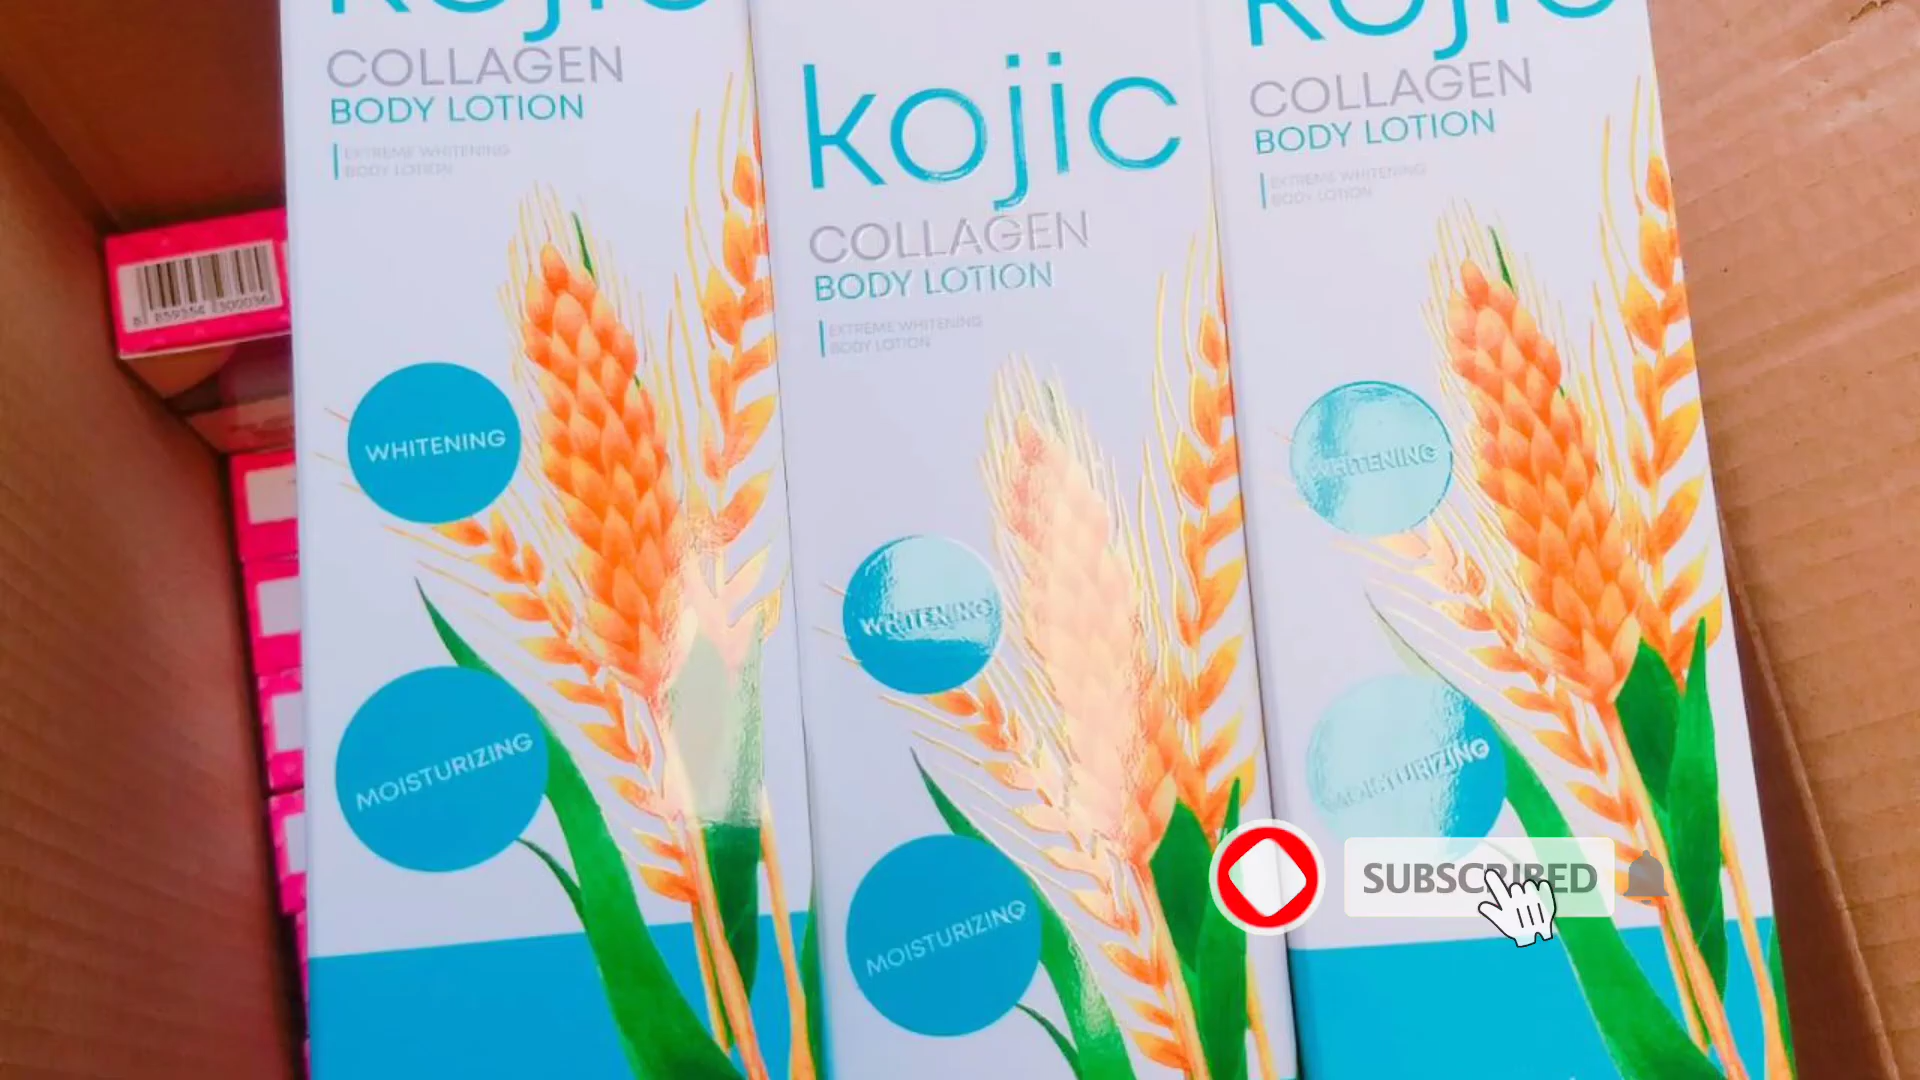 kojic
COLLAGEN
BODY LOTION
EXTREME WHITENING
BODY LOTION
WHITENING
MOISTURIZING
kojic
COLLAGEN
BODY LOTION
EXTREME WHITENING
BODY LOTION
WHITENING
MOISTURIZING
kojic
COLLAGEN
BODY LOTION
EXTREME WHITENING
BODY LOTION
WHITENING
MOISTURIZING
SUBSCRIBED